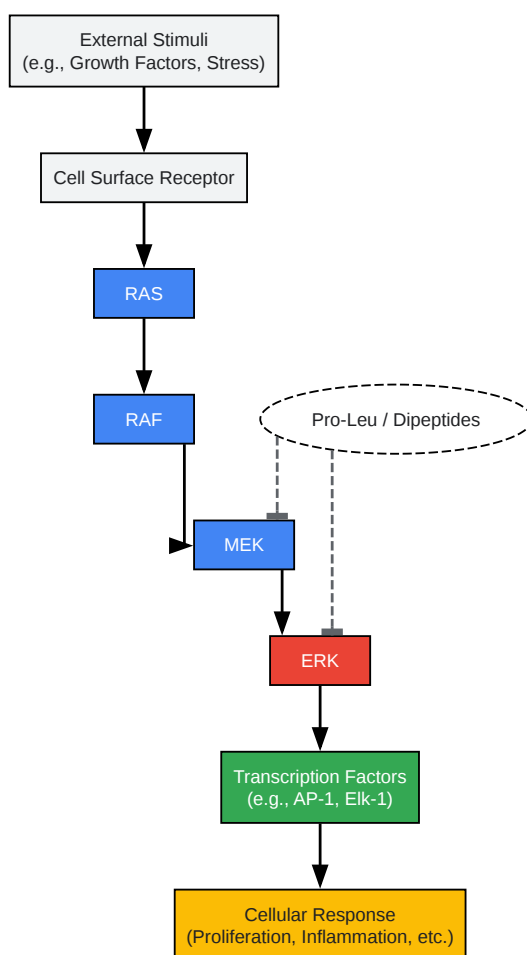 External Stimuli
(e.g., Growth Factors, Stress)
Cell Surface Receptor
RAS
RAF
Pro-Leu / Dipeptides
MEK
ERK
Transcription Factors
(e.g., AP-1, Elk-1)
Cellular Response
(Proliferation, Inflammation, etc.)